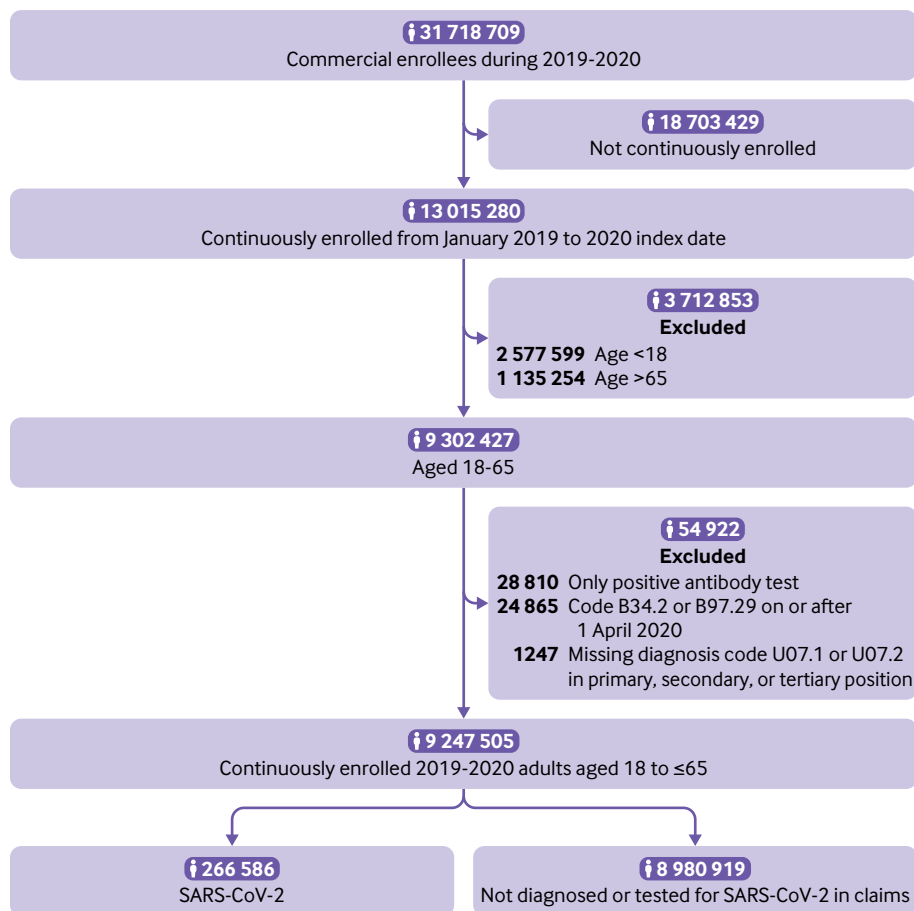 31 718 709
Commercial enrollees during 2019-2020
18 703 429
Not continuously enrolled
13 015 280
Continuously enrolled from January 2019 to 2020 index date
3 712 853
Excluded
2 577 599 Age <18
1 135 254 Age >65
9 302 427
Aged 18-65
54 922
Excluded
28 810 Only positive antibody test
24 865 Code B34.2 or B97.29 on or after
1 April 2020
1247 Missing diagnosis code U07.1 or U07.2
in primary, secondary, or tertiary position
9 247 505
Continuously enrolled 2019-2020 adults aged 18 to ≤65
266 586
SARS-CoV-2
8 980 919
Not diagnosed or tested for SARS-CoV-2 in claims